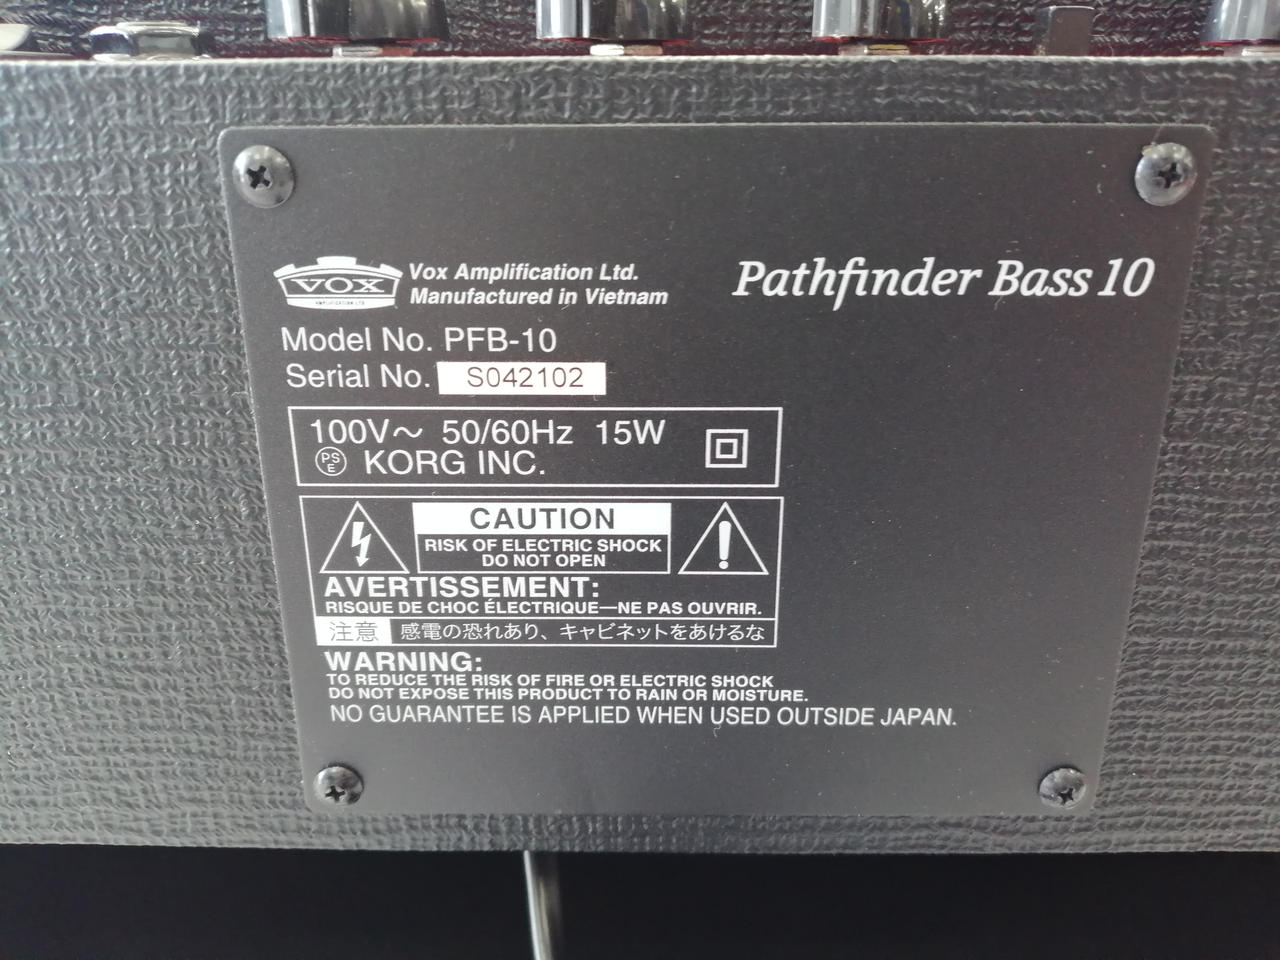 VOX
AMPLIFICATION LTD.
Vox Amplification Ltd.
Manufactured in Vietnam
Pathfinder Bass 10
Model No. PFB-10
Serial No. S042102
100V～ 50/60Hz 15W
PS E KORG INC.
CAUTION
RISK OF ELECTRIC SHOCK
DO NOT OPEN
AVERTISSEMENT:
RISQUE DE CHOC ÉLECTRIQUE—NE PAS OUVRIR.
注意 感電の恐れあり、キャビネットをあけるな
WARNING:
TO REDUCE THE RISK OF FIRE OR ELECTRIC SHOCK
DO NOT EXPOSE THIS PRODUCT TO RAIN OR MOISTURE.
NO GUARANTEE IS APPLIED WHEN USED OUTSIDE JAPAN.